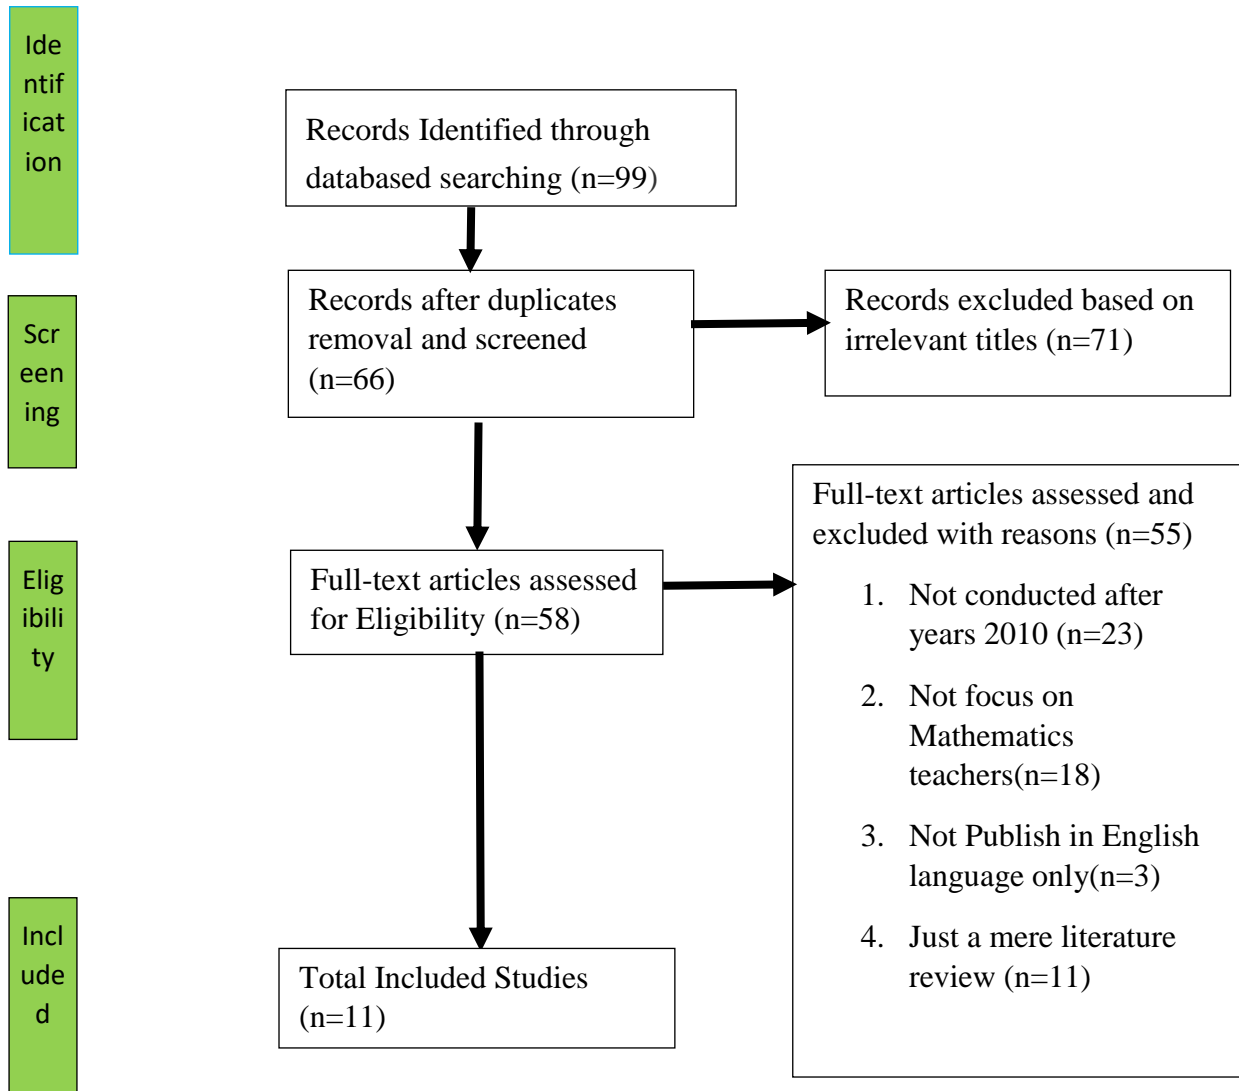 Ide
ntif
icat
ion
Records Identified through
databased searching (n=99)
Scr
een
ing
Records after duplicates
removal and screened
(n=66)
Records excluded based on
irrelevant titles (n=71)
Elig
ibili
ty
Full-text articles assessed
for Eligibility (n=58)
Full-text articles assessed and
excluded with reasons (n=55)
1. Not conducted after
years 2010 (n=23)
2. Not focus on
Mathematics
teachers(n=18)
3. Not Publish in English
language only(n=3)
4. Just a mere literature
review (n=11)
Incl
ude
d
Total Included Studies
(n=11)